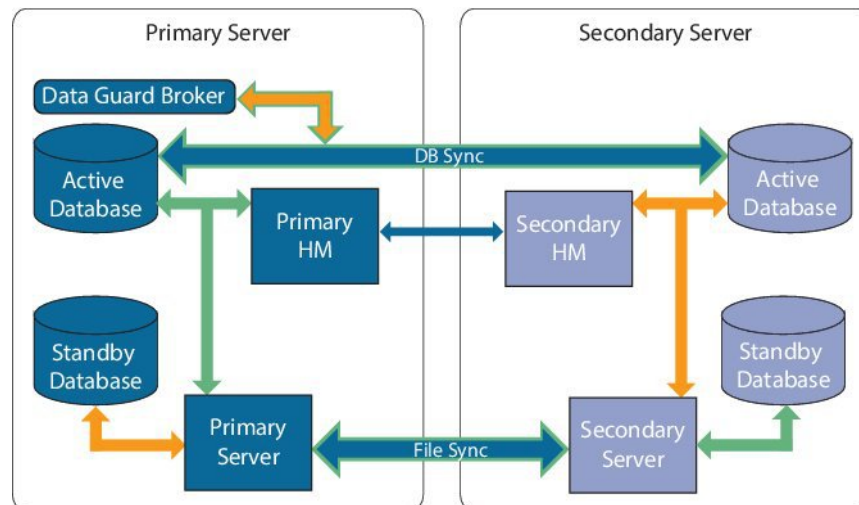 Primary Server
Secondary Server
Data Guard Broker
DB Sync
Active
Database
Primary
HM
Secondary
HM
Active
Database
Standby
Database
Standby
Database
Primary
Server
File Sync
Secondary
Server